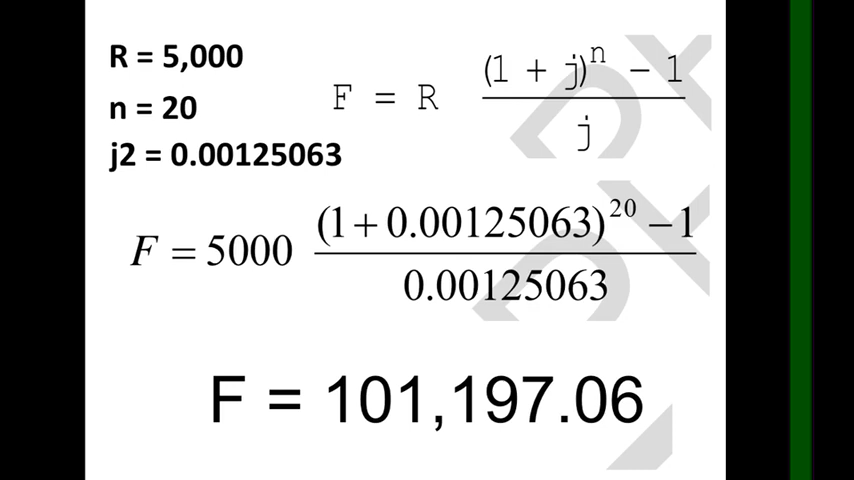 R = 5,000
n = 20
j2 = 0.00125063
F = R ((1 + j)^n − 1) / j
F = 5000 ((1 + 0.00125063)^20 − 1) / 0.00125063
F = 101,197.06